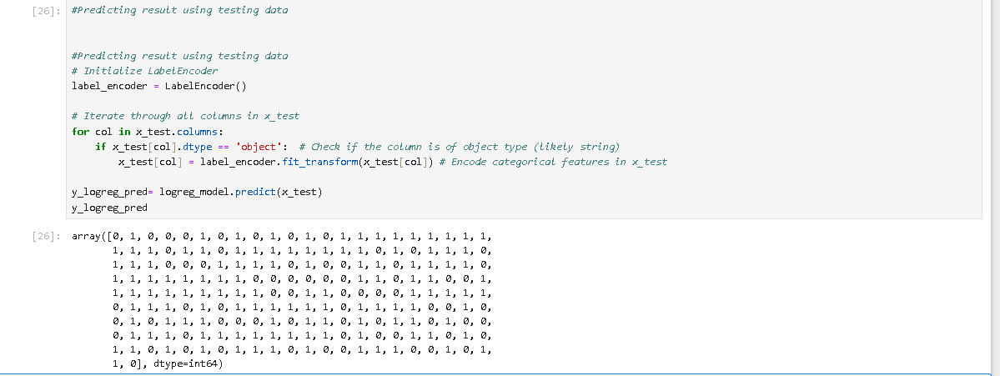 [26]: #Predicting result using testing data
#Predicting result using testing data
# Initialize LabelEncoder
label_encoder = LabelEncoder()
# Iterate through all columns in x_test
for col in x_test.columns:
if x_test[col].dtype == 'object': # Check if the column is of object type (likely string)
x_test[col] = label_encoder.fit_transform(x_test[col]) # Encode categorical features in x_test
y_logreg_pred= logreg_model.predict(x_test)
y_logreg_pred
[26]: array([0, 1, 0, 0, 0, 1, 0, 1, 0, 1, 0, 1, 0, 1, 1, 1, 1, 1, 1, 1, 1, 1,
1, 1, 1, 0, 1, 1, 0, 1, 1, 1, 1, 1, 1, 1, 1, 0, 1, 0, 1, 1, 1, 0,
1, 1, 1, 0, 0, 0, 1, 1, 1, 1, 0, 1, 0, 0, 1, 1, 0, 1, 1, 1, 1, 0,
1, 1, 1, 1, 1, 1, 1, 1, 0, 0, 0, 0, 0, 0, 1, 1, 0, 1, 1, 0, 0, 1,
1, 1, 1, 1, 1, 1, 1, 1, 1, 0, 0, 1, 1, 0, 0, 0, 0, 1, 1, 1, 1, 1,
0, 1, 1, 1, 0, 1, 0, 1, 1, 1, 1, 1, 1, 0, 1, 1, 1, 1, 0, 0, 1, 0,
0, 1, 0, 1, 1, 1, 0, 0, 0, 1, 0, 1, 1, 0, 1, 0, 1, 1, 0, 1, 0, 0,
0, 1, 1, 1, 0, 1, 1, 1, 1, 1, 1, 1, 1, 0, 1, 0, 0, 1, 1, 0, 1, 0,
1, 1, 0, 1, 0, 1, 0, 1, 1, 1, 0, 1, 0, 0, 1, 1, 1, 0, 0, 1, 0, 1,
1, 0], dtype=int64)